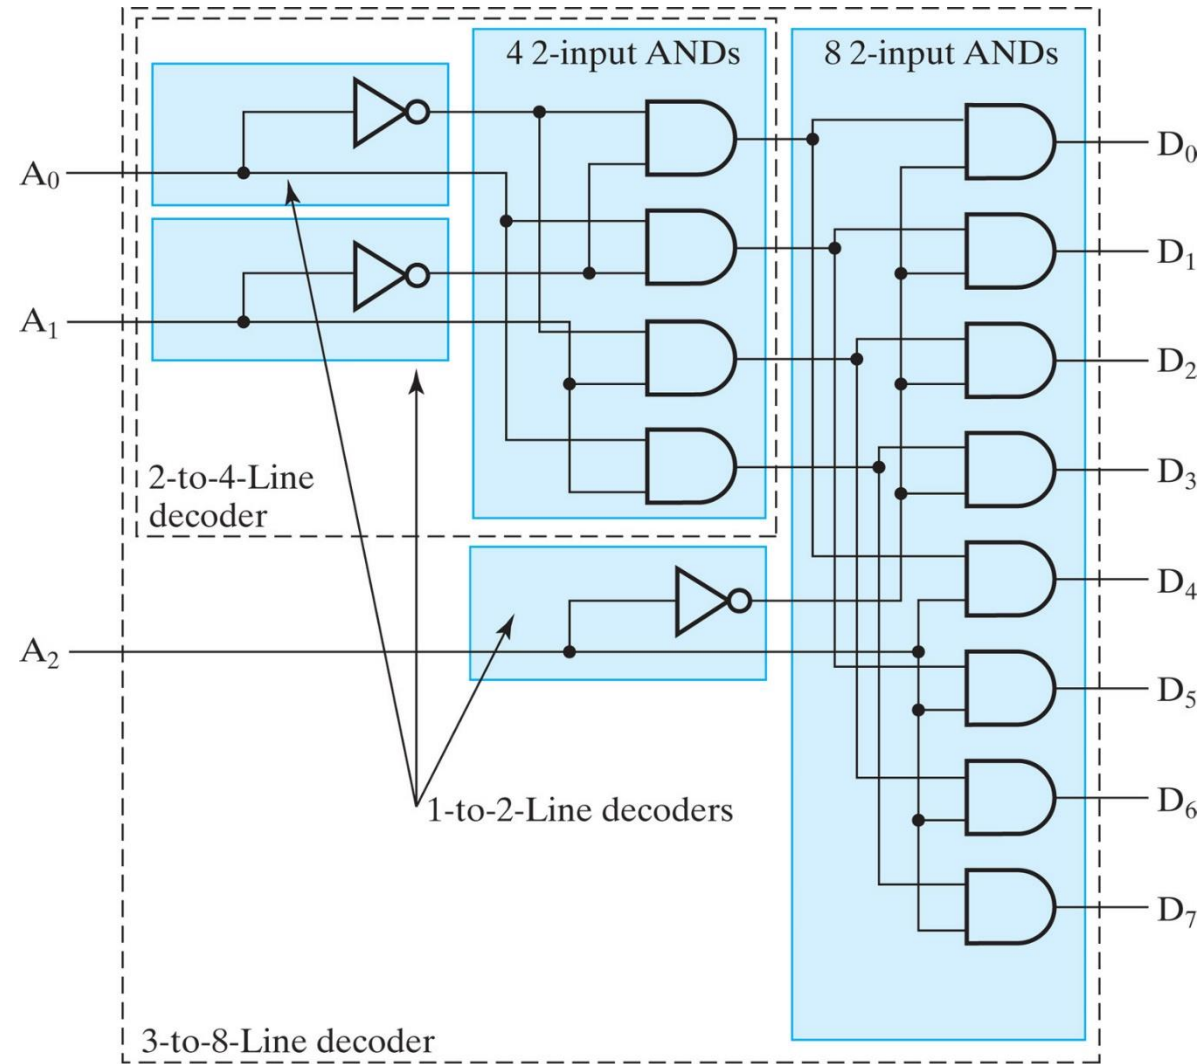 4 2-input ANDs
8 2-input ANDs
A0
A1
A2
2-to-4-Line
decoder
1-to-2-Line decoders
3-to-8-Line decoder
D0
D1
D2
D3
D4
D5
D6
D7